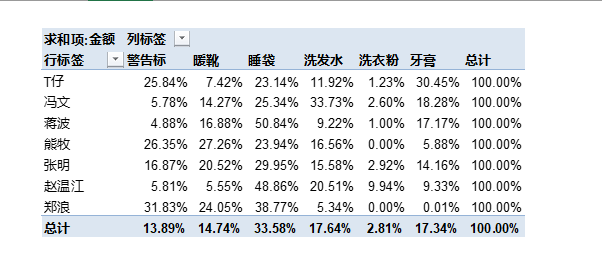 求和项:金额 列标签
行标签 警告标 暖靴 睡袋 洗发水 洗衣粉 牙膏 总计
T仔 25.84% 7.42% 23.14% 11.92% 1.23% 30.45% 100.00%
冯文 5.78% 14.27% 25.34% 33.73% 2.60% 18.28% 100.00%
蒋波 4.88% 16.88% 50.84% 9.22% 1.00% 17.17% 100.00%
熊牧 26.35% 27.26% 23.94% 16.56% 0.00% 5.88% 100.00%
张明 16.87% 20.52% 29.95% 15.58% 2.92% 14.16% 100.00%
赵温江 5.81% 5.55% 48.86% 20.51% 9.94% 9.33% 100.00%
郑浪 31.83% 24.05% 38.77% 5.34% 0.00% 0.01% 100.00%
总计 13.89% 14.74% 33.58% 17.64% 2.81% 17.34% 100.00%